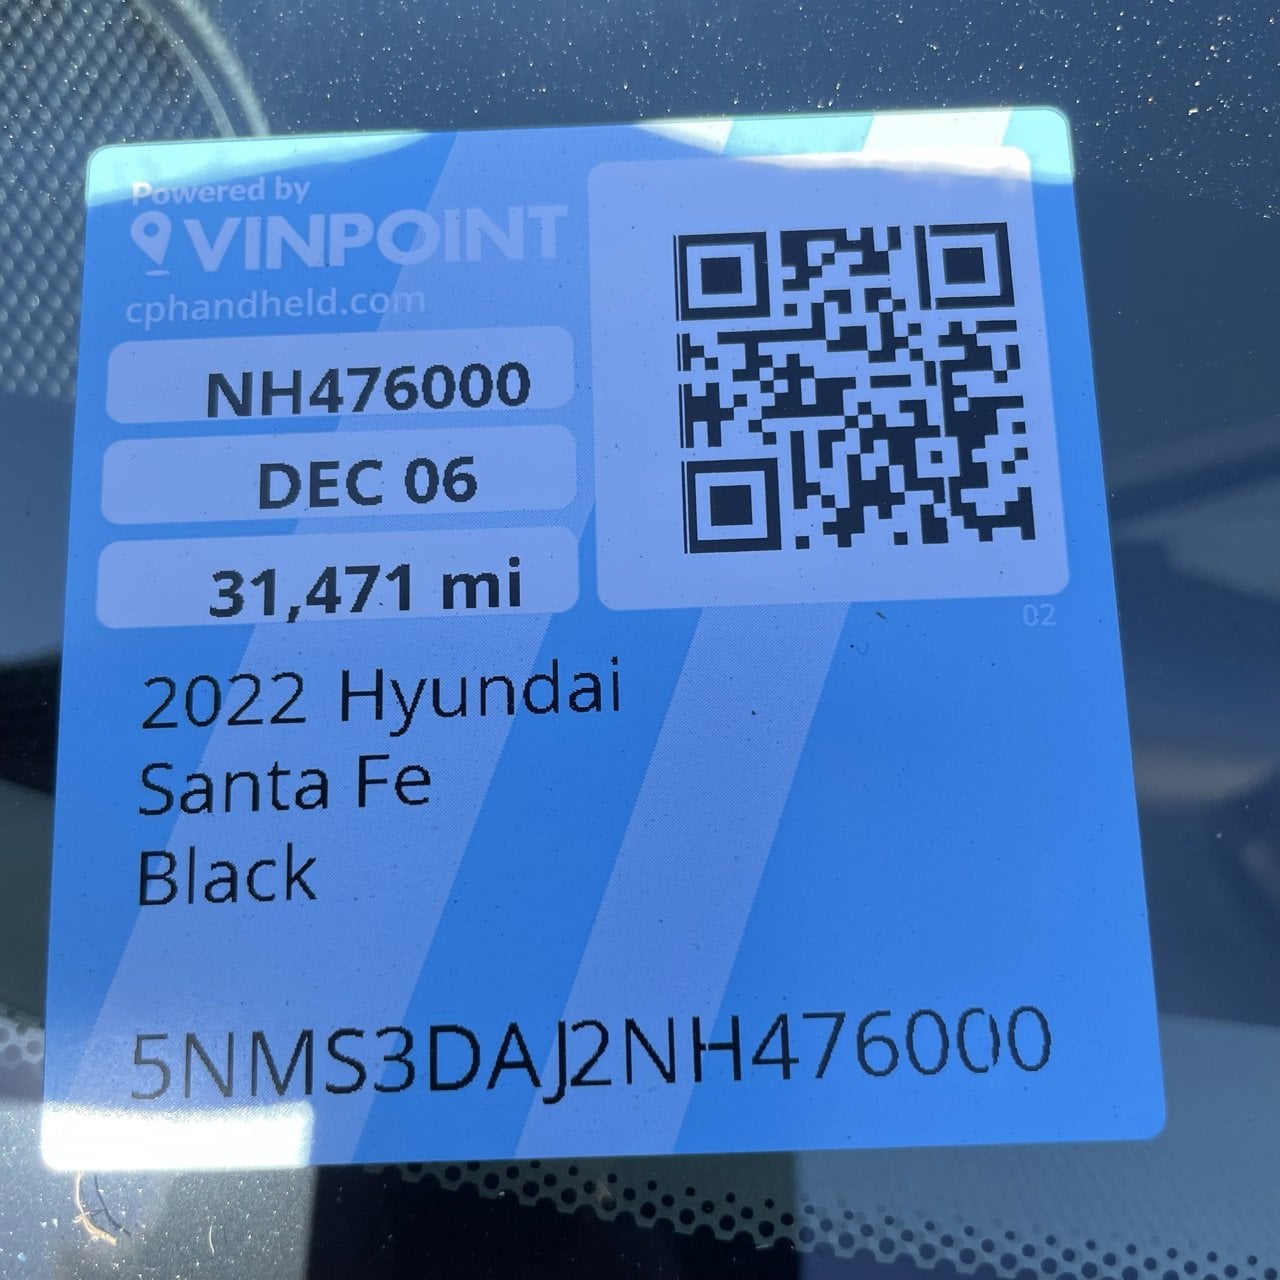 Powered by
VINPOINT
cphandheld.com
NH476000
DEC 06
31,471 mi
02
2022 Hyundai
Santa Fe
Black
5NMS3DAJ2NH476000